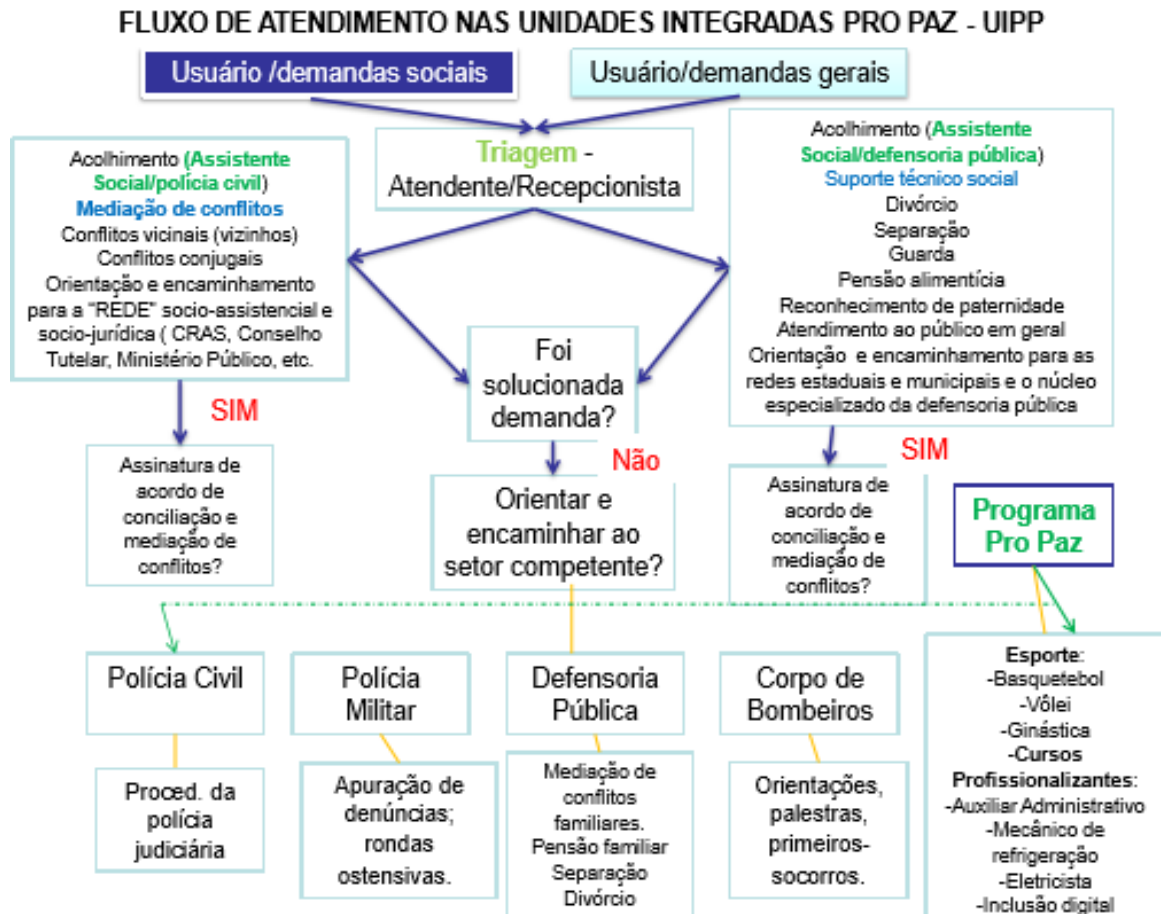 FLUXO DE ATENDIMENTO NAS UNIDADES INTEGRADAS PRO PAZ - UIPP
Usuário /demandas sociais
Usuário/demandas gerais
Acolhimento (Assistente
Social/polícia civil)
Mediação de conflitos
Conflitos vicinais (vizinhos)
Conflitos conjugais
Orientação e encaminhamento
para a "REDE" socio-assistencial e
socio-jurídica ( CRAS, Conselho
Tutelar, Ministério Público, etc.
Triagem -
Atendente/Recepcionista
Acolhimento (Assistente
Social/defensoria pública)
Suporte técnico social
Divórcio
Separação
Guarda
Pensão alimentícia
Reconhecimento de paternidade
Atendimento ao público em geral
Orientação e encaminhamento para as
redes estaduais e municipais e o núcleo
especializado da defensoria pública
Foi
solucionada
demanda?
SIM
Não
SIM
Assinatura de
acordo de
conciliação e
mediação de
conflitos?
Orientar e
encaminhar ao
setor competente?
Assinatura de
acordo de
conciliação e
mediação de
conflitos?
Programa
Pro Paz
Polícia Civil
Polícia
Militar
Defensoria
Pública
Corpo de
Bombeiros
Proced. da
polícia
judiciária
Apuração de
denúncias;
rondas
ostensivas.
Mediação de
conflitos
familiares.
Pensão familiar
Separação
Divórcio
Orientações,
palestras,
primeiros-
socorros.
Esporte:
-Basquetebol
-Vôlei
-Ginástica
-Cursos
Profissionalizantes:
-Auxiliar Administrativo
-Mecânico de
refrigeração
-Eletricista
-Inclusão digital